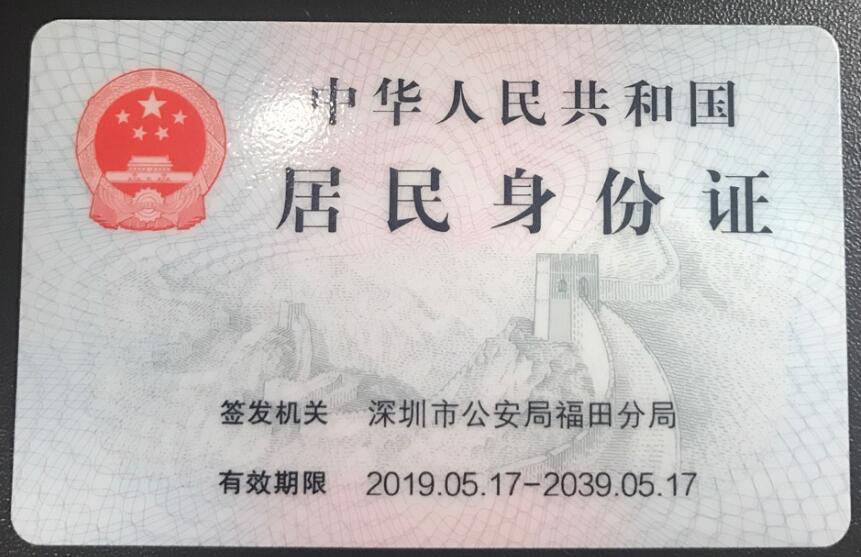 中华人民共和国
居民身份证
签发机关 深圳市公安局福田分局
有效期限 2019.05.17-2039.05.17